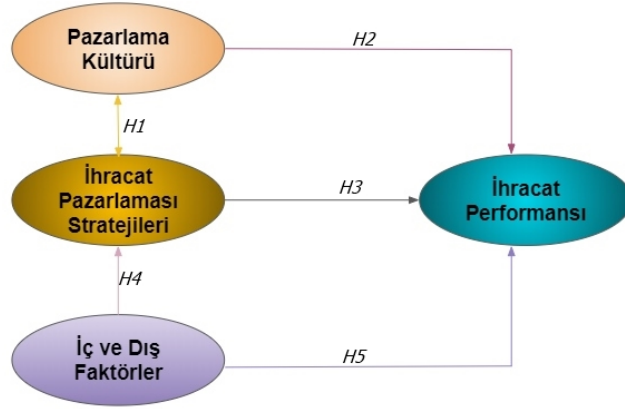 Pazarlama
Kültürü
H2
H1
İhracat
Pazarlaması
Stratejileri
H3
İhracat
Performansı
H4
İç ve Dış
Faktörler
H5